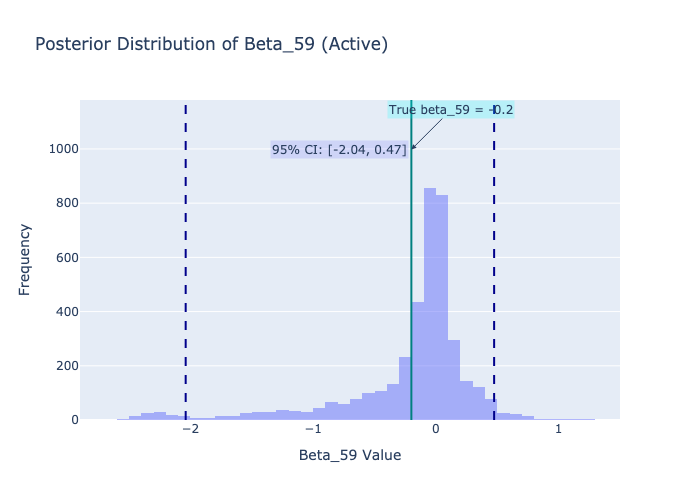 Posterior Distribution of Beta_59 (Active)
True beta_59 = -0.2
95% CI: [-2.04, 0.47]
1000
800
600
400
200
0
Frequency
−2
−1
0
1
Beta_59 Value